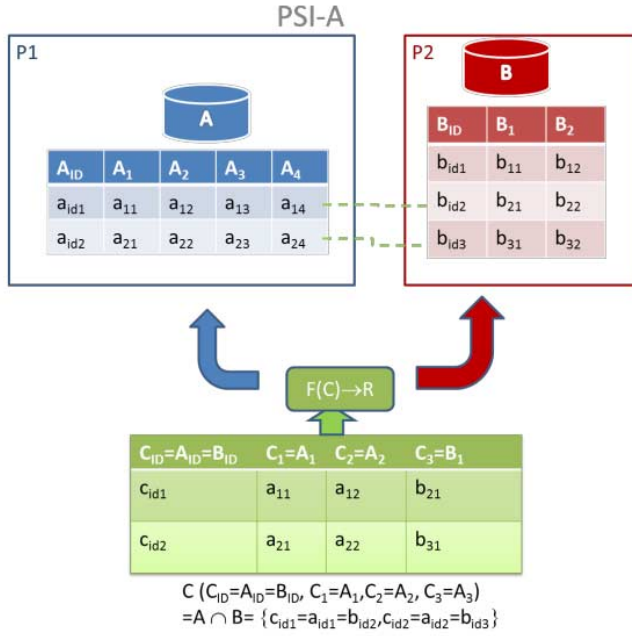 PSI-A
P1
A
A_ID A_1 A_2 A_3 A_4
a_id1 a_11 a_12 a_13 a_14
a_id2 a_21 a_22 a_23 a_24
P2
B
B_ID B_1 B_2
b_id1 b_11 b_12
b_id2 b_21 b_22
b_id3 b_31 b_32
F(C)→R
C_ID=A_ID=B_ID C_1=A_1 C_2=A_2 C_3=B_1
c_id1 a_11 a_12 b_21
c_id2 a_21 a_22 b_31
C (C_ID=A_ID=B_ID, C_1=A_1,C_2=A_2, C_3=A_3)
=A ∩ B= {c_id1=a_id1=b_id2,c_id2=a_id2=b_id3}